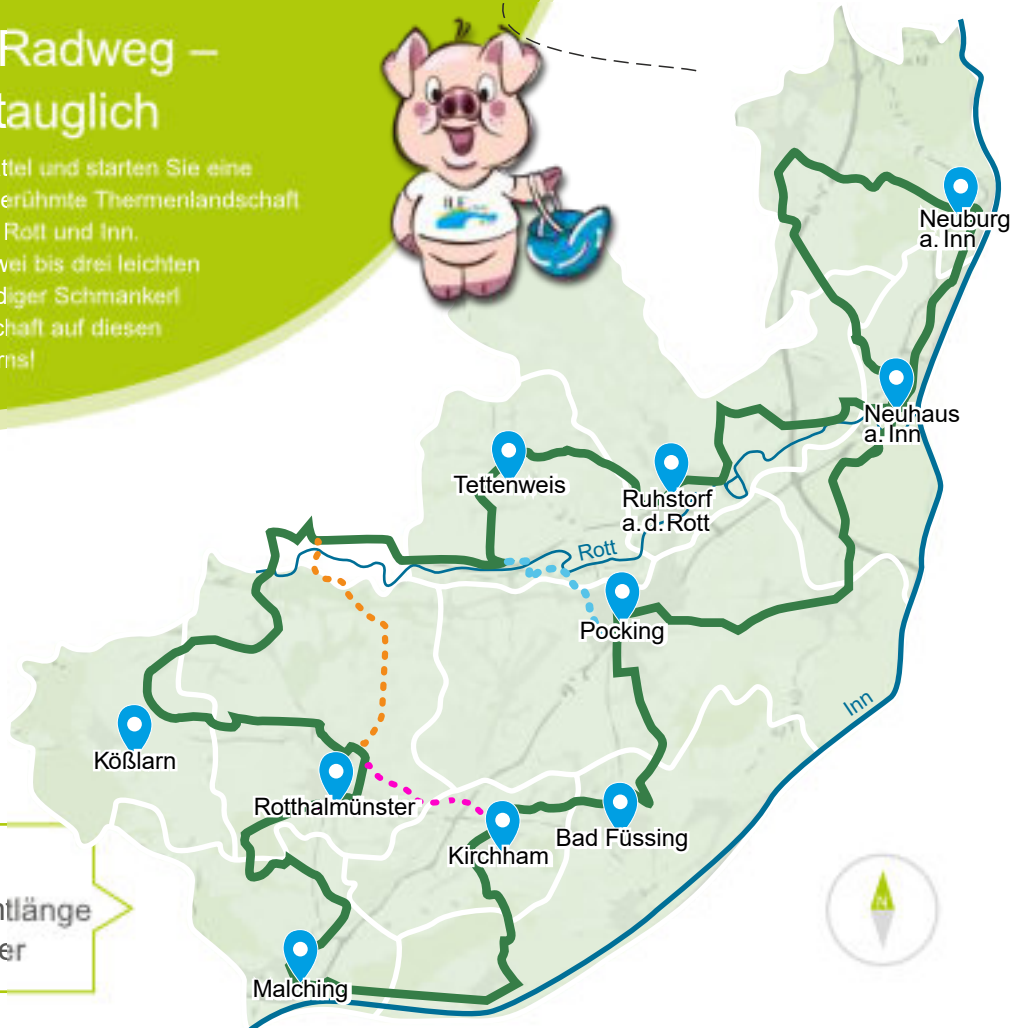 Radweg –
tauglich
ttel und starten Sie eine
erühmte Thermenlandschaft
Rott und Inn.
wei bis drei leichten
diger Schmankerl
chaft auf diesen
rns!
ILE
Neuburg
a. Inn
Neuhaus
a. Inn
Tettenweis
Ruhstorf
a. d. Rott
Rott
Pocking
Inn
Kößlarn
Rotthalmünster
Kirchham
Bad Füssing
ntlänge
er
N
Malching